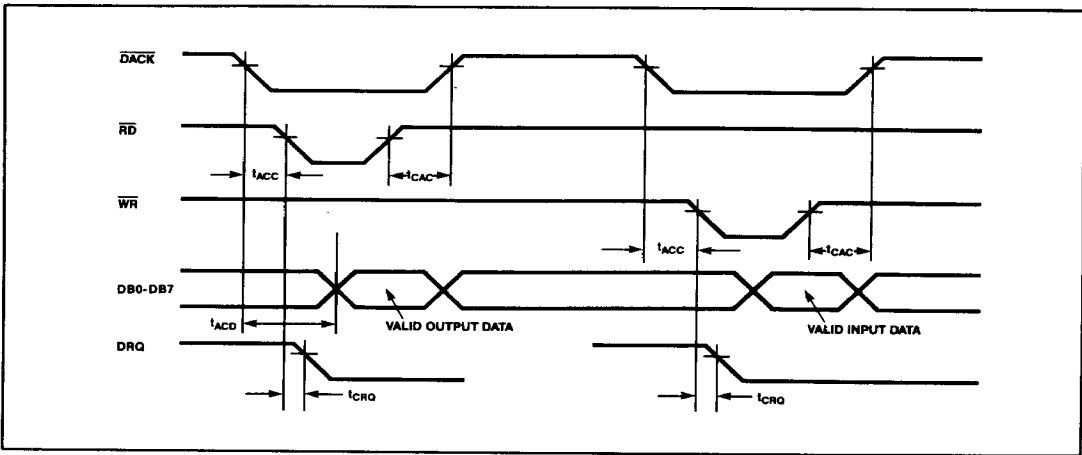 DACK
RD
tACC
tCAC
WR
tACC
tCAC
DB0-DB7
VALID OUTPUT DATA
VALID INPUT DATA
tACD
DRQ
tCRQ
tCRQ